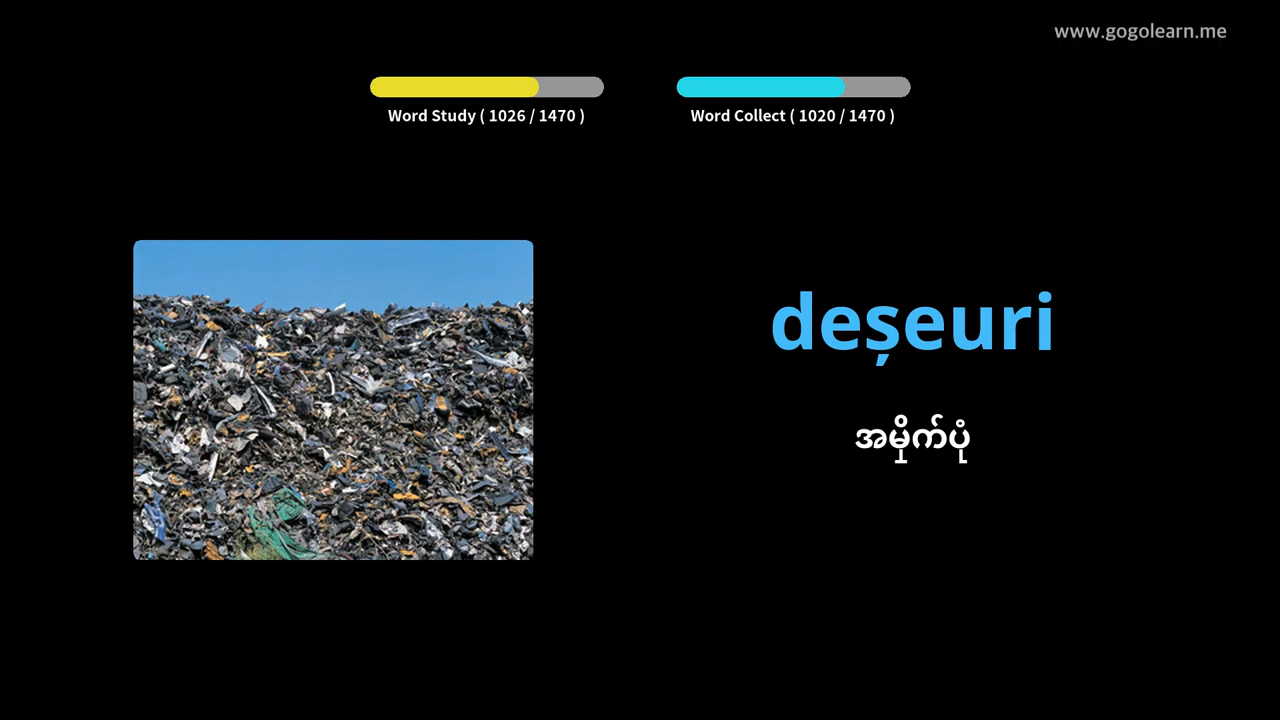 www.gogolearn.me
Word Study ( 1026 / 1470 )
Word Collect ( 1020 / 1470 )
deșeuri
အမှိုက်ပုံ